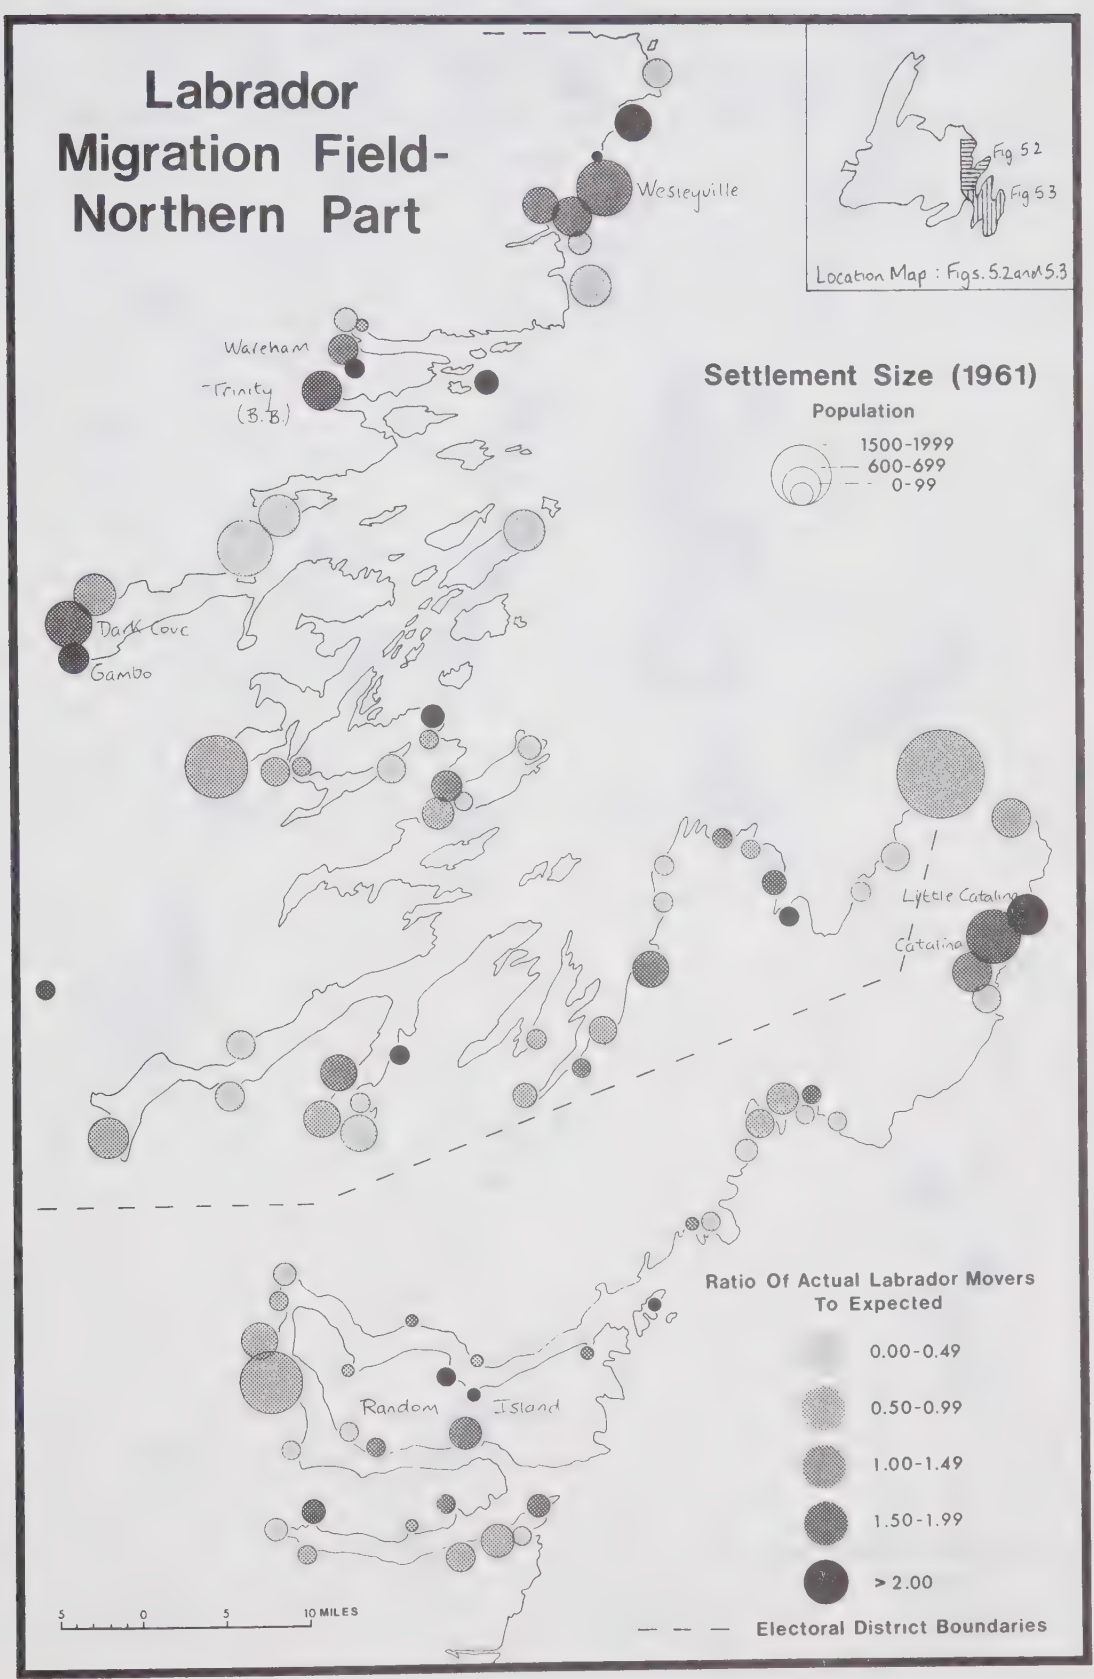 Labrador
Migration Field-
Northern Part
Fig 5.2
Fig 5.3
Location Map : Figs. 5.2 and 5.3
Wesleyville
Wareham
Trinity
(B.B.)
Settlement Size (1961)
Population
1500-1999
600-699
0-99
Dark Cove
Gambo
Lyttle Catalina
Catalina
Random Island
Ratio Of Actual Labrador Movers
To Expected
0.00-0.49
0.50-0.99
1.00-1.49
1.50-1.99
> 2.00
5 0 5 10 MILES
Electoral District Boundaries